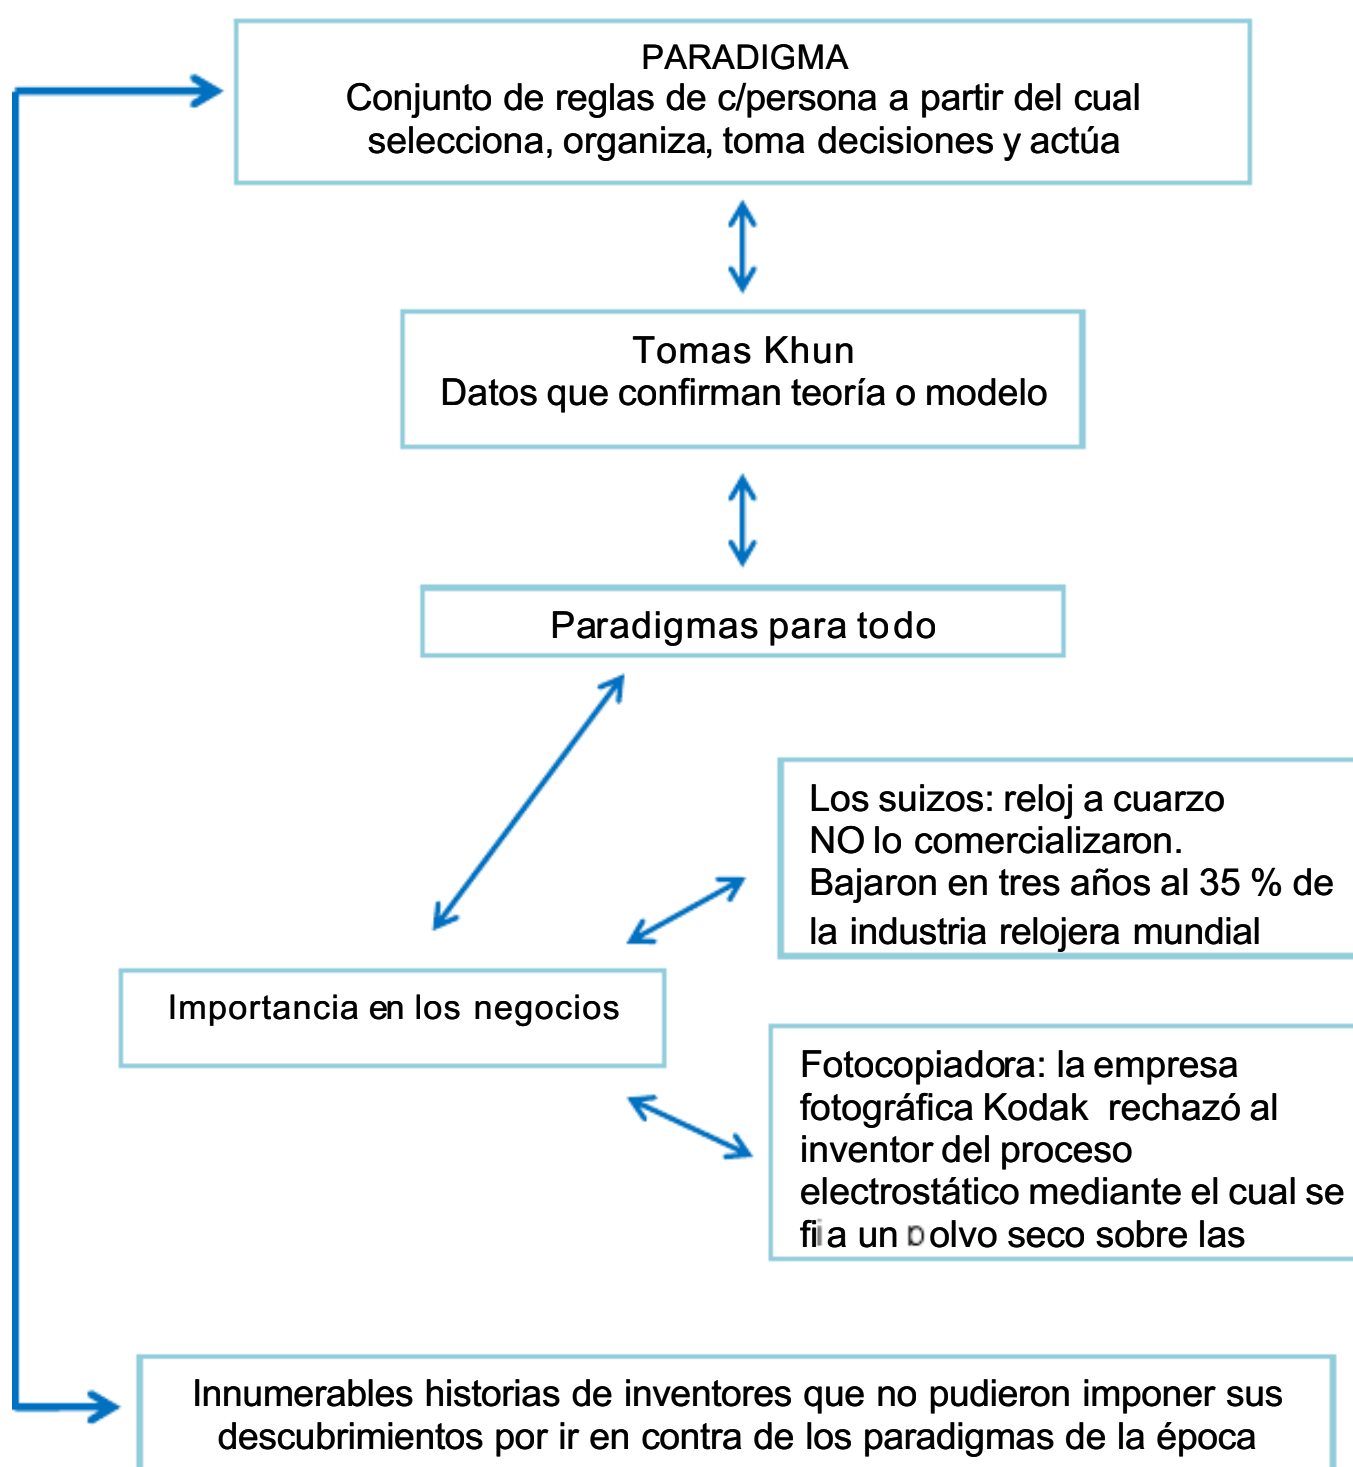 PARADIGMA
Conjunto de reglas de c/persona a partir del cual
selecciona, organiza, toma decisiones y actúa
Tomas Khun
Datos que confirman teoría o modelo
Paradigmas para todo
Los suizos: reloj a cuarzo
NO lo comercializaron.
Bajaron en tres años al 35 % de
la industria relojera mundial
Importancia en los negocios
Fotocopiadora: la empresa
fotográfica Kodak rechazó al
inventor del proceso
electrostático mediante el cual se
fija un polvo seco sobre las
Innumerables historias de inventores que no pudieron imponer sus
descubrimientos por ir en contra de los paradigmas de la época